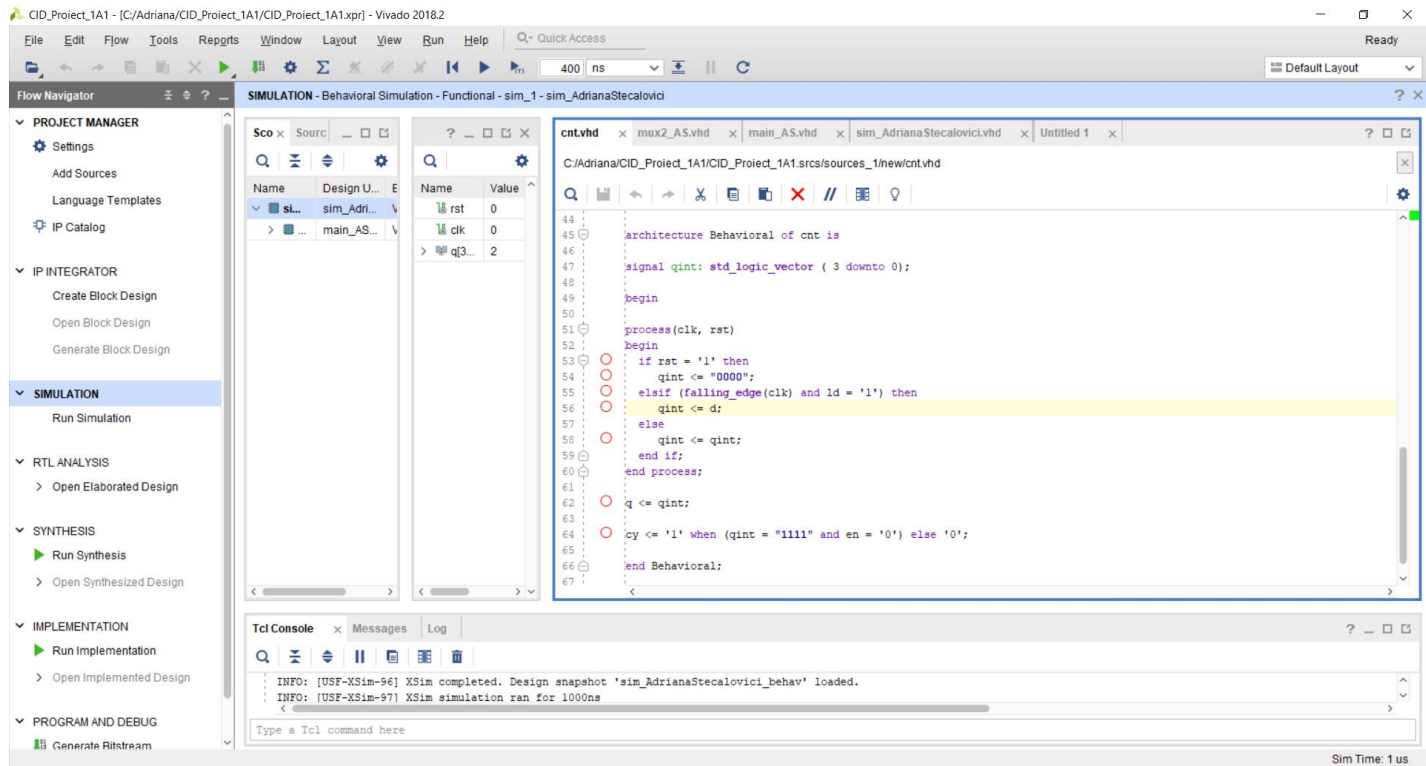 CID_Proiect_1A1 - [C:/Adriana/CID_Proiect_1A1/CID_Proiect_1A1.xpr] - Vivado 2018.2
File Edit Flow Tools Reports Window Layout View Run Help Quick Access Ready
400 ns Default Layout
Flow Navigator
SIMULATION - Behavioral Simulation - Functional - sim_1 - sim_AdrianaStecalovici
PROJECT MANAGER
Settings
Add Sources
Language Templates
IP Catalog
IP INTEGRATOR
Create Block Design
Open Block Design
Generate Block Design
SIMULATION
Run Simulation
RTL ANALYSIS
Open Elaborated Design
SYNTHESIS
Run Synthesis
Open Synthesized Design
IMPLEMENTATION
Run Implementation
Open Implemented Design
PROGRAM AND DEBUG
Generate Bitstream
Sco Sourc
Name Design U... E
si... sim_Adri... V
... main_AS... V
Name Value
rst 0
clk 0
q[3... 2
cnt.vhd mux2_AS.vhd main_AS.vhd sim_AdrianaStecalovici.vhd Untitled 1
C:/Adriana/CID_Proiect_1A1/CID_Proiect_1A1.srcs/sources_1/new/cnt.vhd
44
45 architecture Behavioral of cnt is
46
47 signal qint: std_logic_vector ( 3 downto 0);
48
49 begin
50
51 process(clk, rst)
52 begin
53 if rst = '1' then
54 qint <= "0000";
55 elsif (falling_edge(clk) and ld = '1') then
56 qint <= d;
57 else
58 qint <= qint;
59 end if;
60 end process;
61
62 q <= qint;
63
64 cy <= '1' when (qint = "1111" and en = '0') else '0';
65
66 end Behavioral;
67
Tcl Console Messages Log
INFO: [USF-XSim-96] XSim completed. Design snapshot 'sim_AdrianaStecalovici_behav' loaded.
INFO: [USF-XSim-97] XSim simulation ran for 1000ns
Type a Tcl command here
Sim Time: 1 us